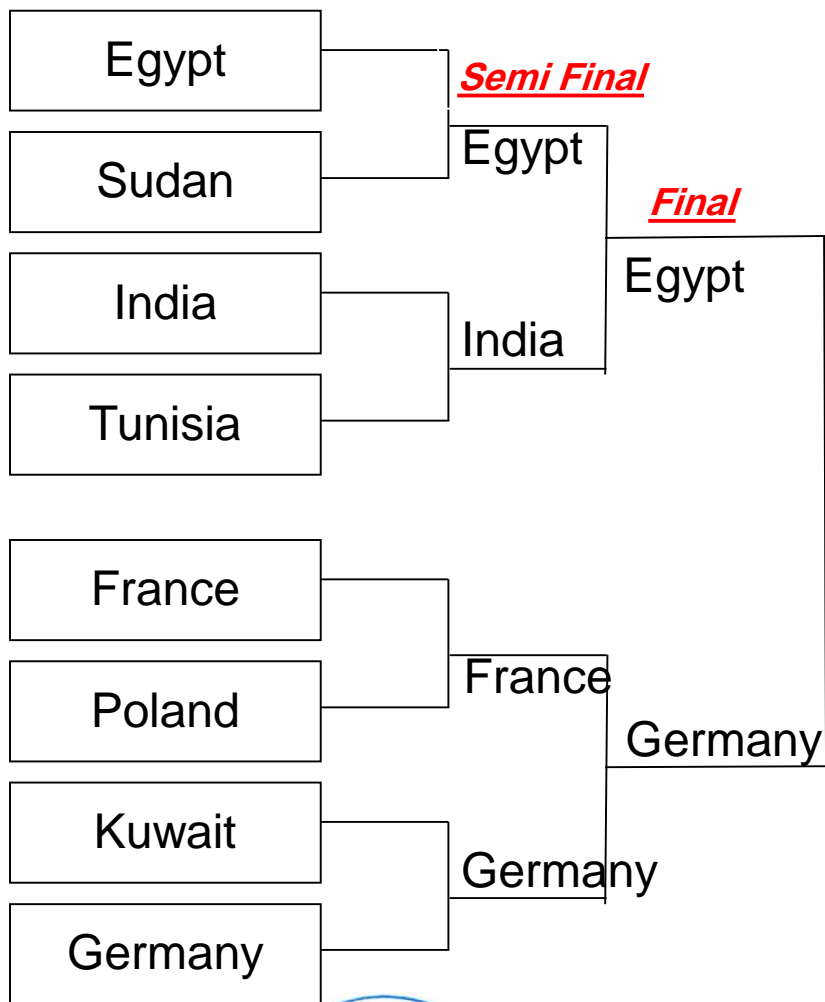 Egypt
Sudan
India
Tunisia
France
Poland
Kuwait
Germany
Semi Final
Egypt
India
France
Germany
Final
Egypt
Germany